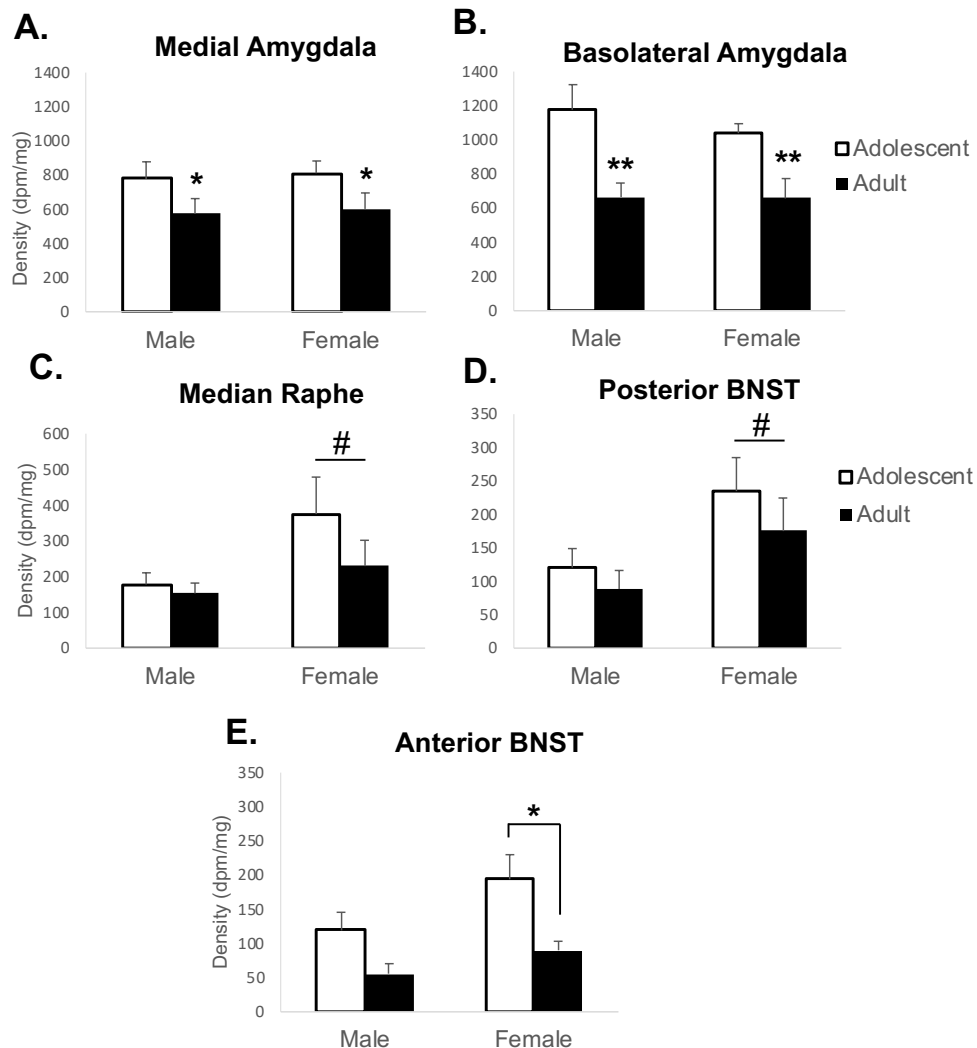 A.
Medial Amygdala
Density (dpm/mg)
1400
1200
1000
800
600
400
200
0
*
*
Male
Female
B.
Basolateral Amygdala
1400
1200
1000
800
600
400
200
0
**
**
Male
Female
Adolescent
Adult
C.
Median Raphe
Density (dpm/mg)
600
500
400
300
200
100
0
#
Male
Female
D.
Posterior BNST
350
300
250
200
150
100
50
0
#
Male
Female
Adolescent
Adult
E.
Anterior BNST
Density (dpm/mg)
350
300
250
200
150
100
50
0
*
Male
Female